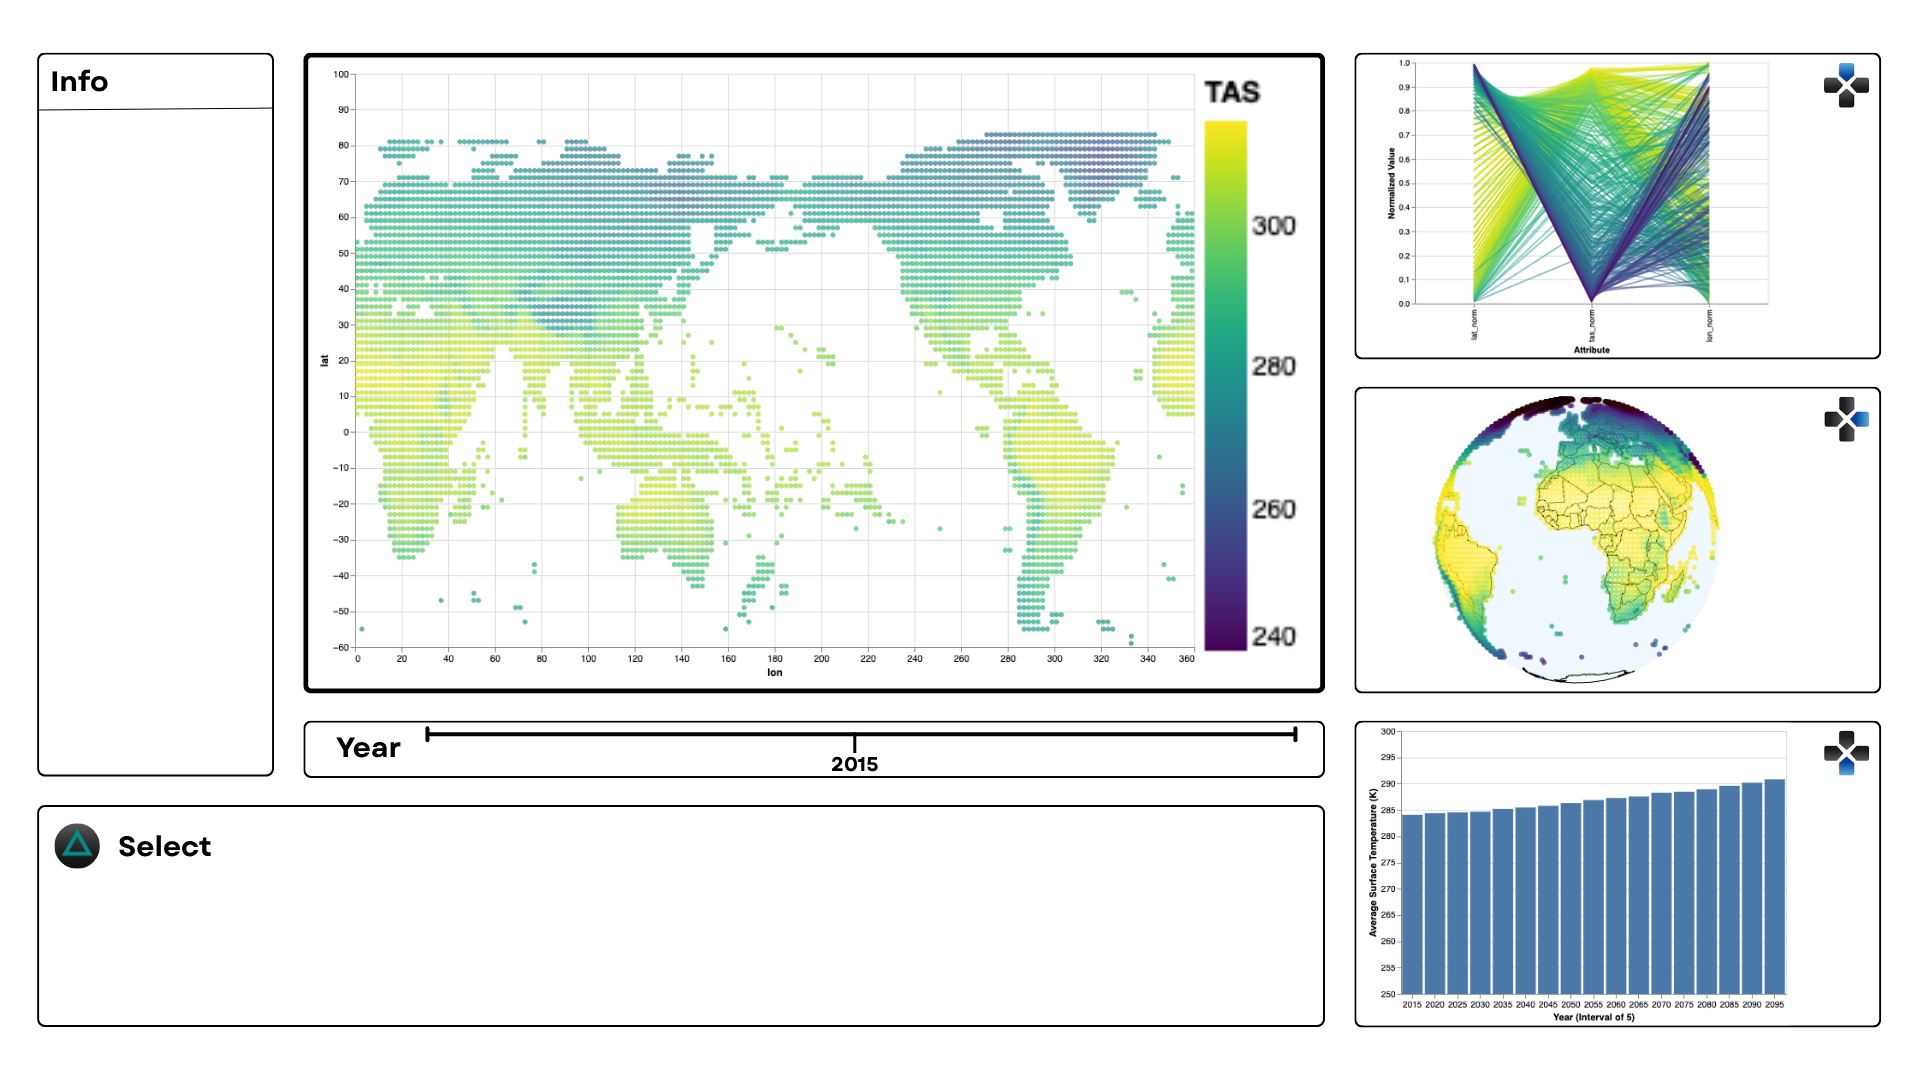 Info
100
90
80
70
60
50
40
30
20
10
0
−10
−20
−30
−40
−50
−60
lat
0 20 40 60 80 100 120 140 160 180 200 220 240 260 280 300 320 340 360
lon
TAS
300
280
260
240
Year
2015
Select
1.0
0.9
0.8
0.7
0.6
0.5
0.4
0.3
0.2
0.1
0.0
Normalized Value
lat_norm
tas_norm
lon_norm
Attribute
300
295
290
285
280
275
270
265
260
255
250
Average Surface Temperature (K)
2015 2020 2025 2030 2035 2040 2045 2050 2055 2060 2065 2070 2075 2080 2085 2090 2095
Year (Interval of 5)